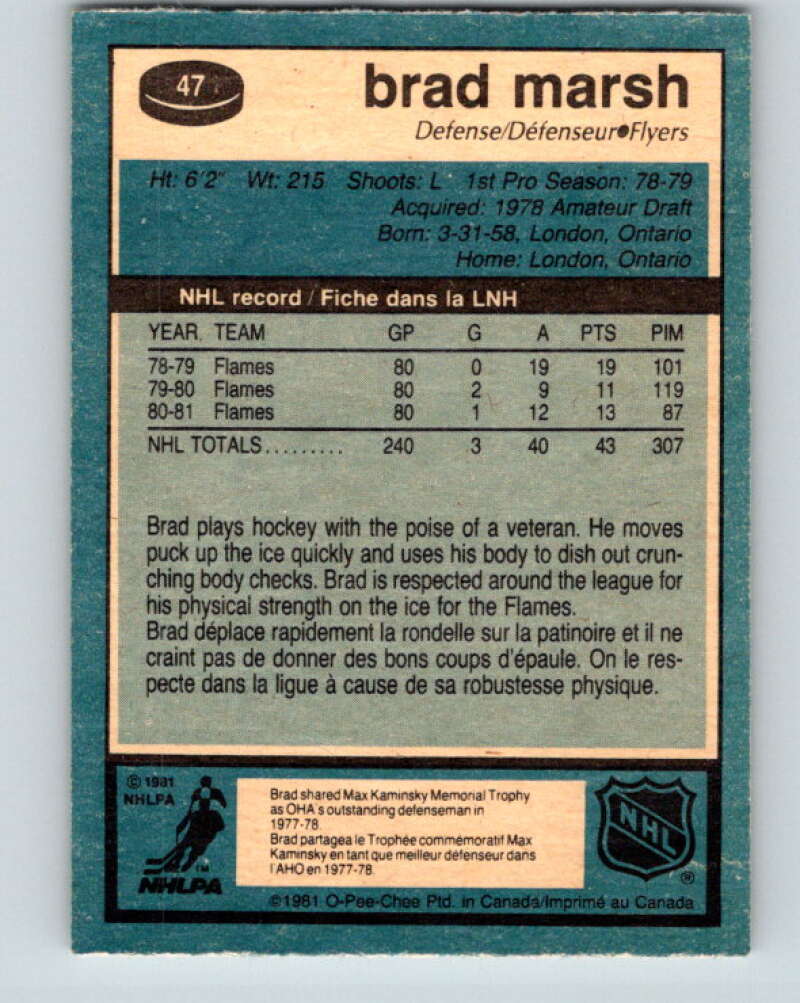 47
brad marsh
Defense/Défenseur●Flyers
Ht: 6'2" Wt: 215 Shoots: L 1st Pro Season: 78-79
Acquired: 1978 Amateur Draft
Born: 3-31-58, London, Ontario
Home: London, Ontario
NHL record / Fiche dans la LNH
YEAR TEAM GP G A PTS PIM
78-79 Flames 80 0 19 19 101
79-80 Flames 80 2 9 11 119
80-81 Flames 80 1 12 13 87
NHL TOTALS......... 240 3 40 43 307
Brad plays hockey with the poise of a veteran. He moves
puck up the ice quickly and uses his body to dish out crun-
ching body checks. Brad is respected around the league for
his physical strength on the ice for the Flames.
Brad déplace rapidement la rondelle sur la patinoire et il ne
craint pas de donner des bons coups d'épaule. On le res-
pecte dans la ligue à cause de sa robustesse physique.
© 1981
NHLPA
TM
NHLPA
Brad shared Max Kaminsky Memorial Trophy
as OHA's outstanding defenseman in
1977-78.
Brad partagea le Trophée commémoratif Max
Kaminsky en tant que meilleur défenseur dans
l'AHO en 1977-78.
NHL
®
©1981 O-Pee-Chee Ptd. in Canada/Imprimé au Canada